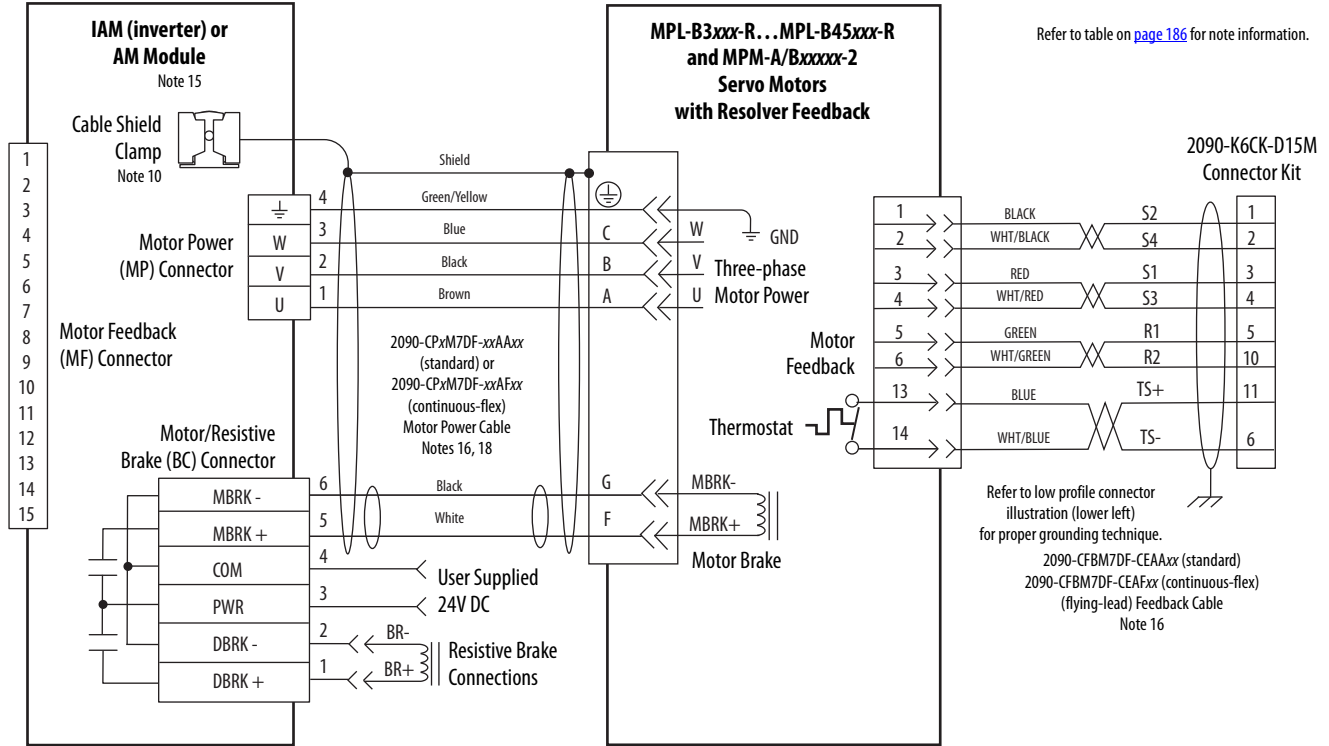 IAM (inverter) or
AM Module
Note 15
Cable Shield
Clamp
Note 10
1
2
3
4
5
6
7
8
9
10
11
12
13
14
15
Motor Feedback
(MF) Connector
Motor Power
(MP) Connector
W
V
U
4
3
2
1
Shield
Green/Yellow
Blue
Black
Brown
2090-CPxM7DF-xxAAxx
(standard) or
2090-CPxM7DF-xxAFxx
(continuous-flex)
Motor Power Cable
Notes 16, 18
Motor/Resistive
Brake (BC) Connector
MBRK -
MBRK +
COM
PWR
DBRK -
DBRK +
6
5
4
3
2
1
Black
White
User Supplied
24V DC
BR-
BR+
Resistive Brake
Connections
MPL-B3xxx-R…MPL-B45xxx-R
and MPM-A/Bxxxxx-2
Servo Motors
with Resolver Feedback
C
B
A
W
V
U
GND
Three-phase
Motor Power
G
F
MBRK-
MBRK+
Motor Brake
Motor
Feedback
Thermostat
1
2
3
4
5
6
13
14
BLACK
WHT/BLACK
RED
WHT/RED
GREEN
WHT/GREEN
BLUE
WHT/BLUE
S2
S4
S1
S3
R1
R2
TS+
TS-
Refer to table on page 186 for note information.
2090-K6CK-D15M
Connector Kit
1
2
3
4
5
10
11
6
Refer to low profile connector
illustration (lower left)
for proper grounding technique.
2090-CFBM7DF-CEAAxx (standard)
2090-CFBM7DF-CEAFxx (continuous-flex)
(flying-lead) Feedback Cable
Note 16